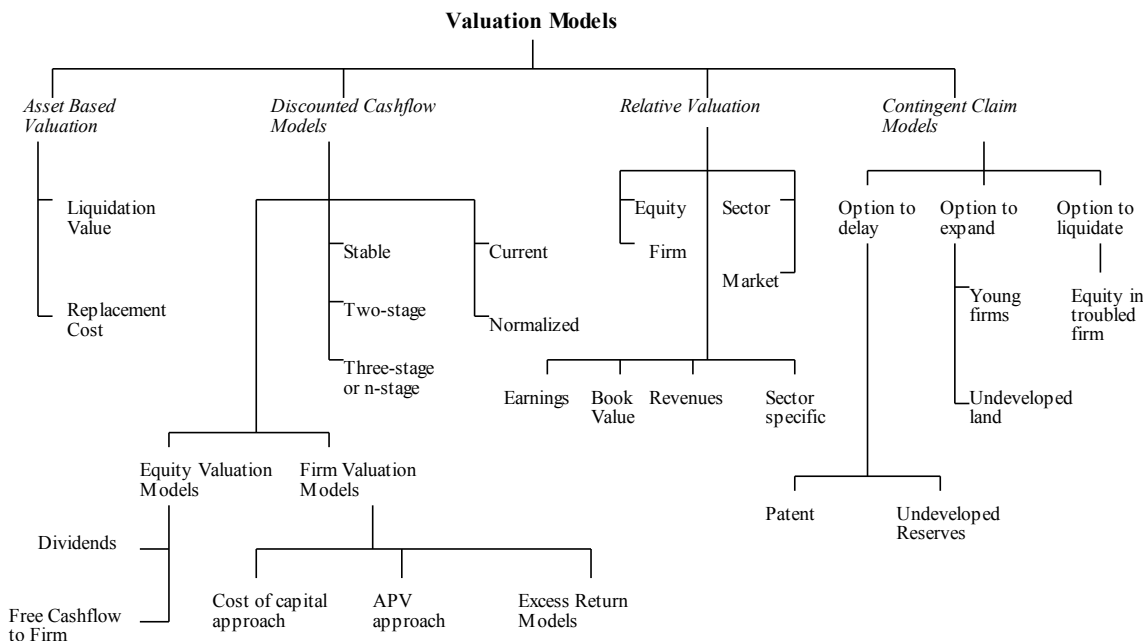 Valuation Models
Asset Based
Valuation
Discounted Cashflow
Models
Relative Valuation
Contingent Claim
Models
Liquidation
Value
Replacement
Cost
Stable
Two-stage
Three-stage
or n-stage
Current
Normalized
Equity
Firm
Sector
Market
Option to
delay
Option to
expand
Option to
liquidate
Young
firms
Equity in
troubled
firm
Undeveloped
land
Earnings
Book
Value
Revenues
Sector
specific
Equity Valuation
Models
Firm Valuation
Models
Patent
Undeveloped
Reserves
Dividends
Free Cashflow
to Firm
Cost of capital
approach
APV
approach
Excess Return
Models